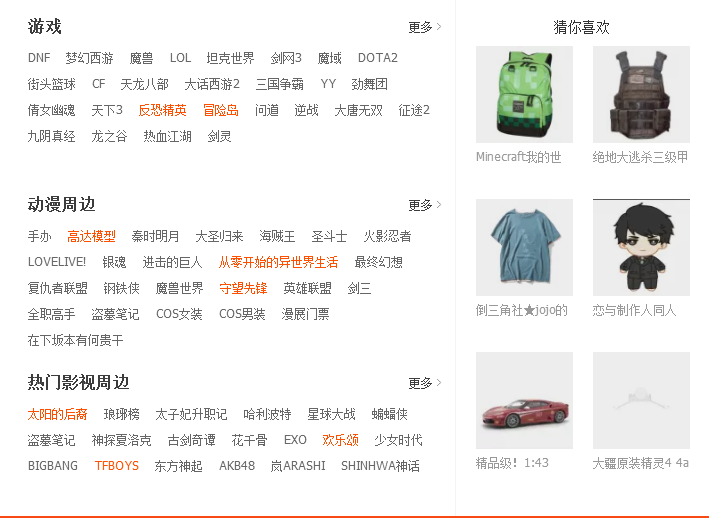 游戏 更多 >
DNF 梦幻西游 魔兽 LOL 坦克世界 剑网3 魔域 DOTA2
街头篮球 CF 天龙八部 大话西游2 三国争霸 YY 劲舞团
倩女幽魂 天下3 反恐精英 冒险岛 问道 逆战 大唐无双 征途2
九阴真经 龙之谷 热血江湖 剑灵
动漫周边 更多 >
手办 高达模型 秦时明月 大圣归来 海贼王 圣斗士 火影忍者
LOVELIVE! 银魂 进击的巨人 从零开始的异世界生活 最终幻想
复仇者联盟 钢铁侠 魔兽世界 守望先锋 英雄联盟 剑三
全职高手 盗墓笔记 COS女装 COS男装 漫展门票
在下坂本有何贵干
热门影视周边 更多 >
太阳的后裔 琅琊榜 太子妃升职记 哈利波特 星球大战 蝙蝠侠
盗墓笔记 神探夏洛克 古剑奇谭 花千骨 EXO 欢乐颂 少女时代
BIGBANG TFBOYS 东方神起 AKB48 岚ARASHI SHINHWA神话
猜你喜欢
Minecraft我的世 绝地大逃杀三级甲
倒三角社★jojo的 恋与制作人同人
精品级！1:43 大疆原装精灵4 4a